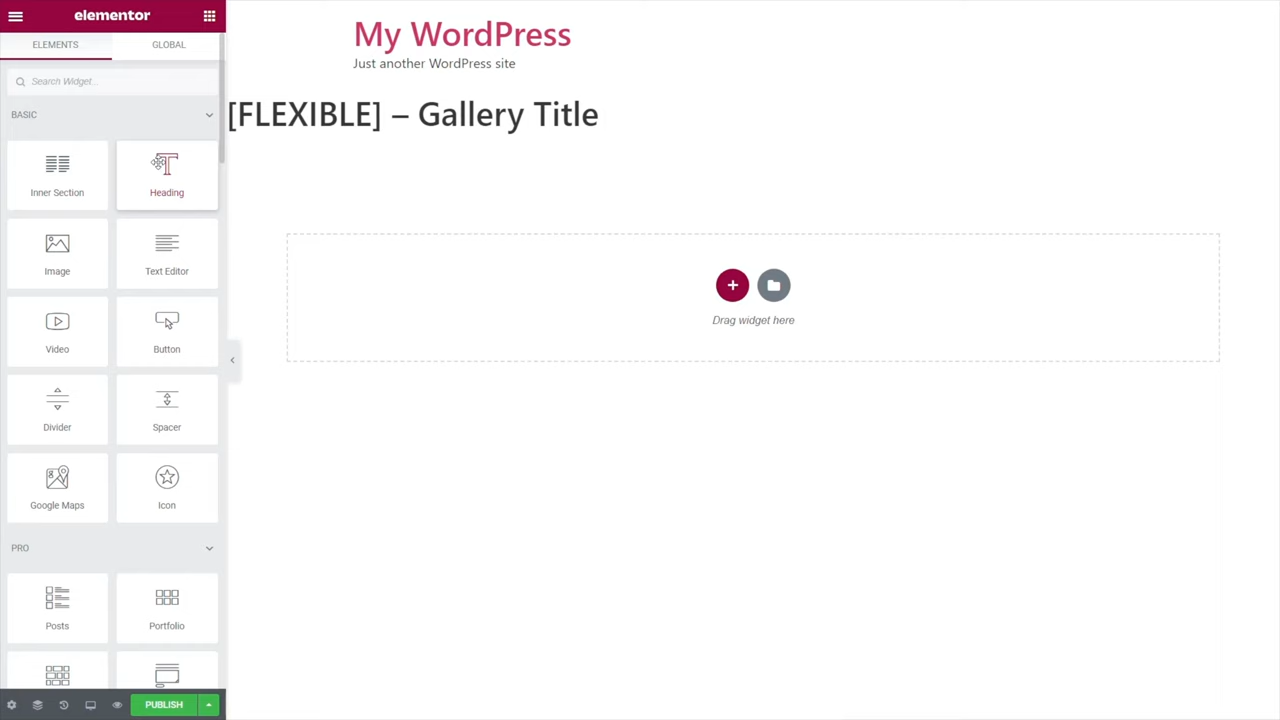 elementor
ELEMENTS GLOBAL
Search Widget...
BASIC
Inner Section Heading
Image Text Editor
Video Button
Divider Spacer
Google Maps Icon
PRO
Posts Portfolio
PUBLISH
My WordPress
Just another WordPress site
[FLEXIBLE] – Gallery Title
Drag widget here